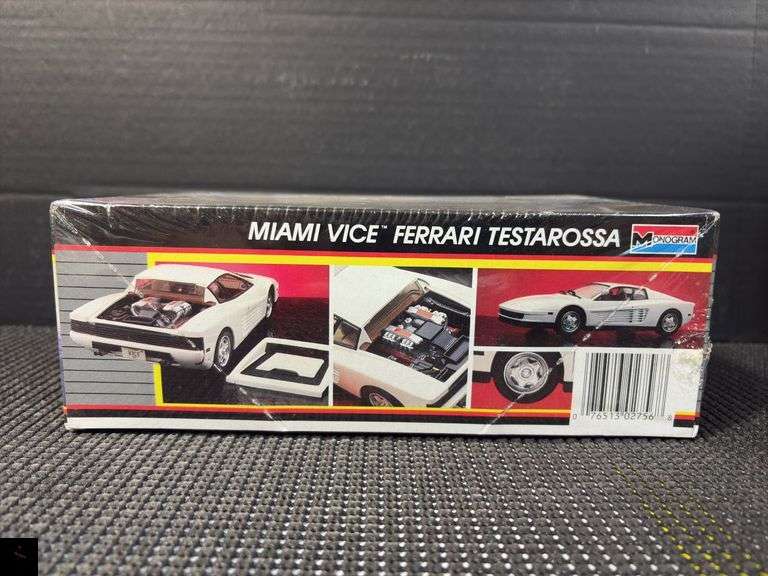 MIAMI VICE™ FERRARI TESTAROSSA
MONOGRAM
0 76513 02756 8